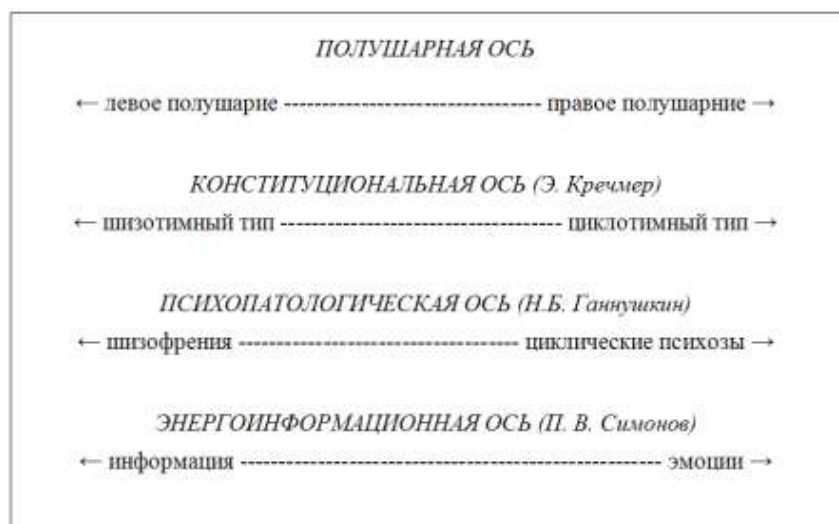 ПОЛУШАРНАЯ ОСЬ
← левое полушарие --------------------------------- правое полушарние →
КОНСТИТУЦИОНАЛЬНАЯ ОСЬ (Э. Кречмер)
← шизотимный тип ------------------------------------ циклотимный тип →
ПСИХОПАТОЛОГИЧЕСКАЯ ОСЬ (Н.Б. Ганнушкин)
← шизофрения ------------------------------------ циклические психозы →
ЭНЕРГОИНФОРМАЦИОННАЯ ОСЬ (П. В. Симонов)
← информация ------------------------------------------------------ эмоции →